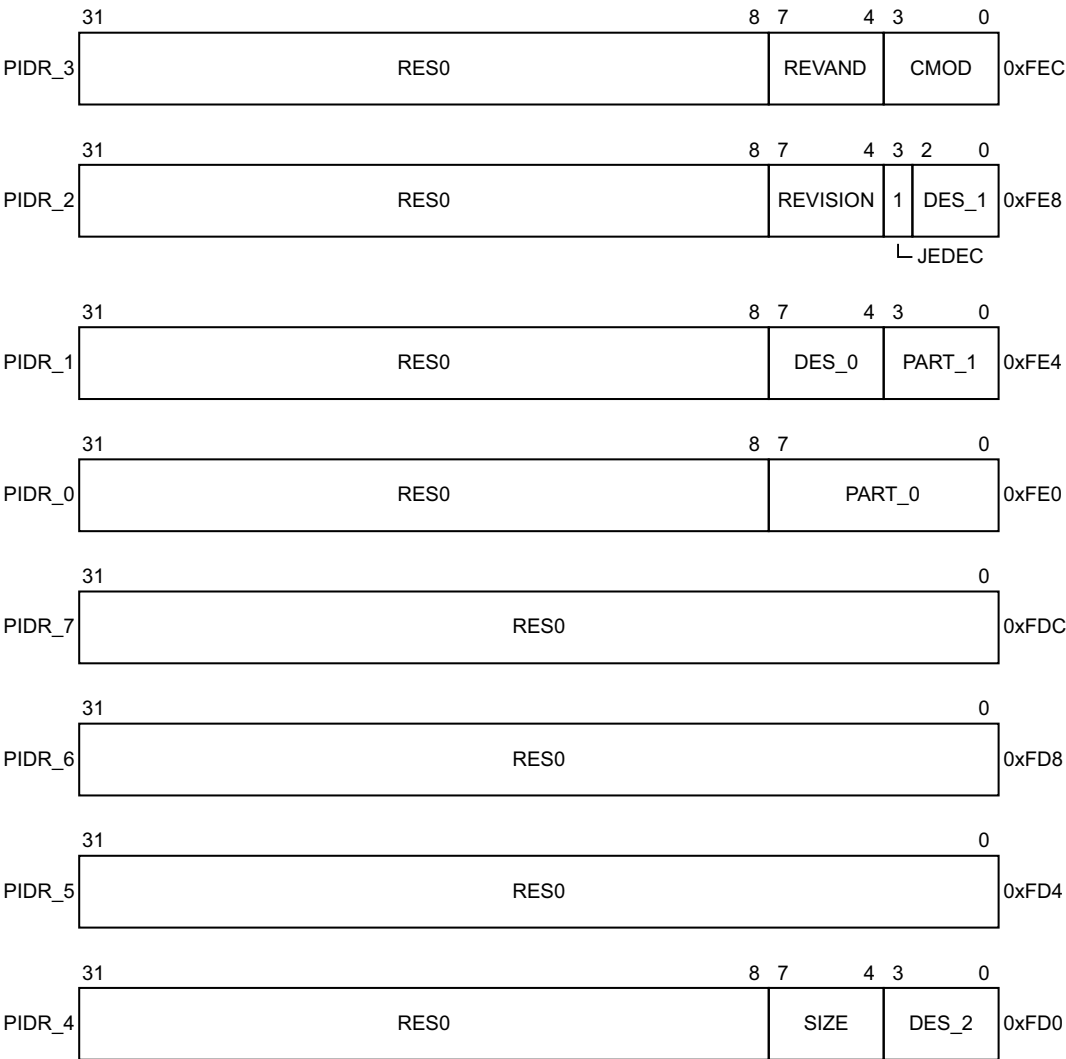 31 8 7 4 3 0
PIDR_3 RES0 REVAND CMOD 0xFEC
31 8 7 4 3 2 0
PIDR_2 RES0 REVISION 1 DES_1 0xFE8
JEDEC
31 8 7 4 3 0
PIDR_1 RES0 DES_0 PART_1 0xFE4
31 8 7 0
PIDR_0 RES0 PART_0 0xFE0
31 0
PIDR_7 RES0 0xFDC
31 0
PIDR_6 RES0 0xFD8
31 0
PIDR_5 RES0 0xFD4
31 8 7 4 3 0
PIDR_4 RES0 SIZE DES_2 0xFD0